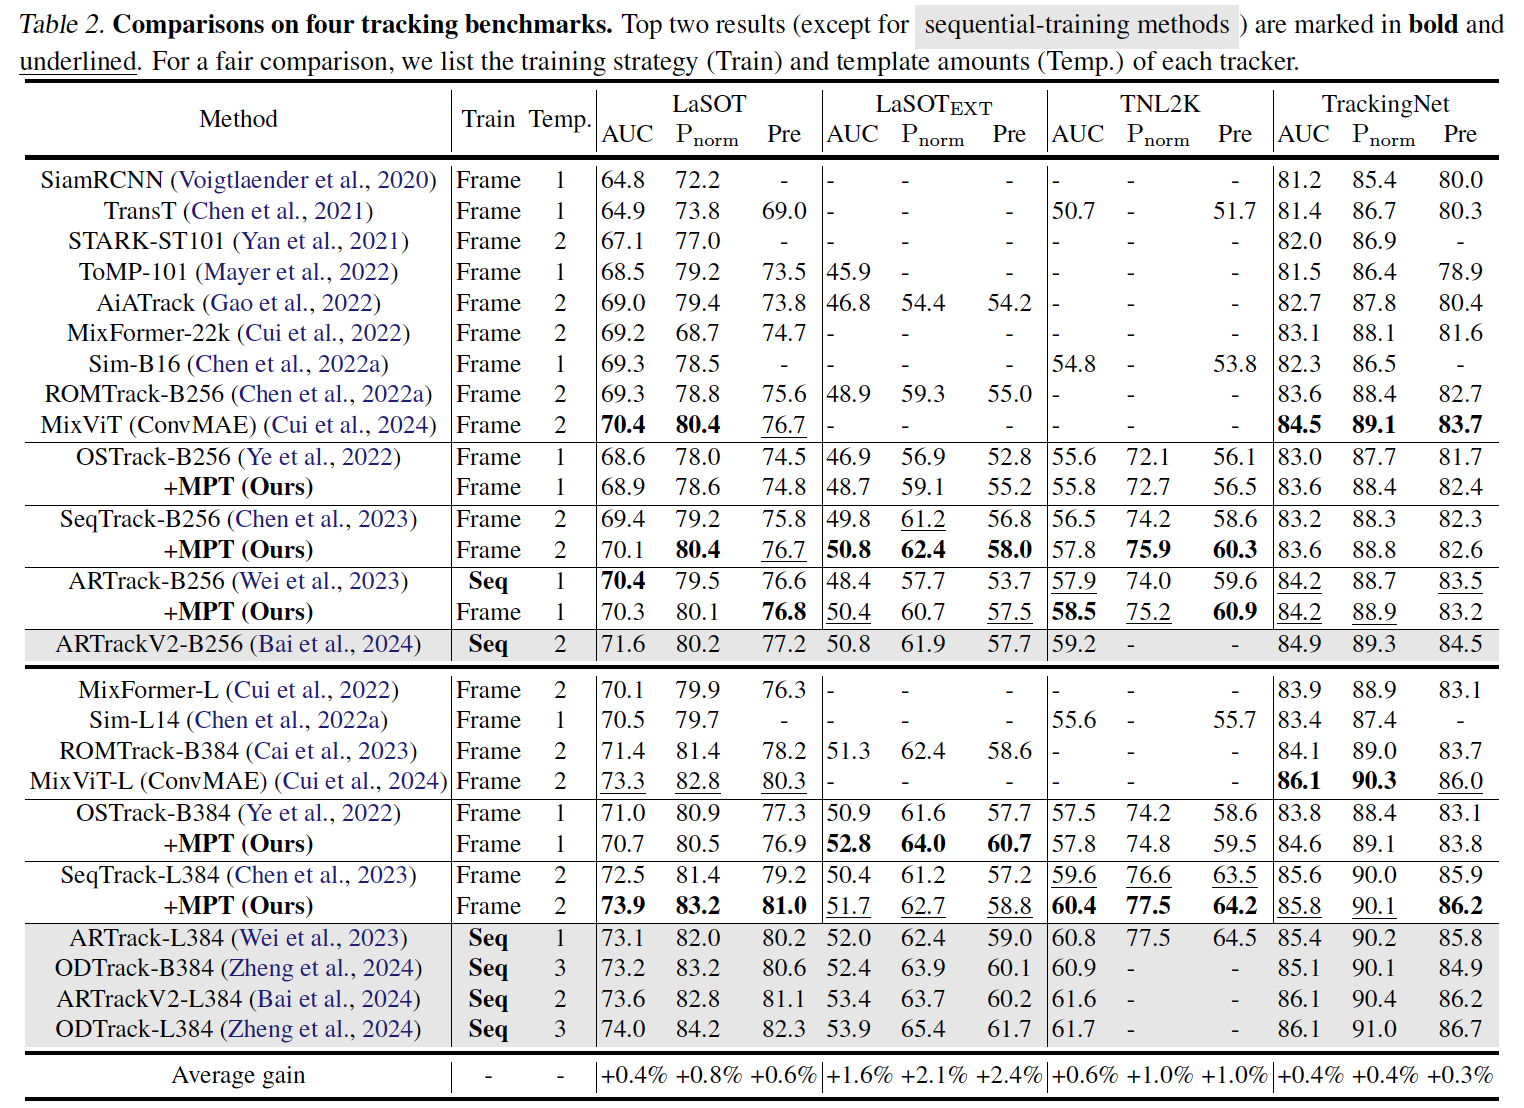 Table 2. Comparisons on four tracking benchmarks. Top two results (except for sequential-training methods ) are marked in bold and
underlined. For a fair comparison, we list the training strategy (Train) and template amounts (Temp.) of each tracker.
Method Train Temp. LaSOT LaSOT_EXT TNL2K TrackingNet
AUC P_norm Pre AUC P_norm Pre AUC P_norm Pre AUC P_norm Pre
SiamRCNN (Voigtlaender et al., 2020) Frame 1 64.8 72.2 - - - - - - - 81.2 85.4 80.0
TransT (Chen et al., 2021) Frame 1 64.9 73.8 69.0 - - - 50.7 - 51.7 81.4 86.7 80.3
STARK-ST101 (Yan et al., 2021) Frame 2 67.1 77.0 - - - - - - - 82.0 86.9 -
ToMP-101 (Mayer et al., 2022) Frame 1 68.5 79.2 73.5 45.9 - - - - - 81.5 86.4 78.9
AiATrack (Gao et al., 2022) Frame 2 69.0 79.4 73.8 46.8 54.4 54.2 - - - 82.7 87.8 80.4
MixFormer-22k (Cui et al., 2022) Frame 2 69.2 68.7 74.7 - - - - - - 83.1 88.1 81.6
Sim-B16 (Chen et al., 2022a) Frame 1 69.3 78.5 - - - - 54.8 - 53.8 82.3 86.5 -
ROMTrack-B256 (Chen et al., 2022a) Frame 2 69.3 78.8 75.6 48.9 59.3 55.0 - - - 83.6 88.4 82.7
MixViT (ConvMAE) (Cui et al., 2024) Frame 2 70.4 80.4 76.7 - - - - - - 84.5 89.1 83.7
OSTrack-B256 (Ye et al., 2022) Frame 1 68.6 78.0 74.5 46.9 56.9 52.8 55.6 72.1 56.1 83.0 87.7 81.7
+MPT (Ours) Frame 1 68.9 78.6 74.8 48.7 59.1 55.2 55.8 72.7 56.5 83.6 88.4 82.4
SeqTrack-B256 (Chen et al., 2023) Frame 2 69.4 79.2 75.8 49.8 61.2 56.8 56.5 74.2 58.6 83.2 88.3 82.3
+MPT (Ours) Frame 2 70.1 80.4 76.7 50.8 62.4 58.0 57.8 75.9 60.3 83.6 88.8 82.6
ARTrack-B256 (Wei et al., 2023) Seq 1 70.4 79.5 76.6 48.4 57.7 53.7 57.9 74.0 59.6 84.2 88.7 83.5
+MPT (Ours) Frame 1 70.3 80.1 76.8 50.4 60.7 57.5 58.5 75.2 60.9 84.2 88.9 83.2
ARTrackV2-B256 (Bai et al., 2024) Seq 2 71.6 80.2 77.2 50.8 61.9 57.7 59.2 - - 84.9 89.3 84.5
MixFormer-L (Cui et al., 2022) Frame 2 70.1 79.9 76.3 - - - - - - 83.9 88.9 83.1
Sim-L14 (Chen et al., 2022a) Frame 1 70.5 79.7 - - - - 55.6 - 55.7 83.4 87.4 -
ROMTrack-B384 (Cai et al., 2023) Frame 2 71.4 81.4 78.2 51.3 62.4 58.6 - - - 84.1 89.0 83.7
MixViT-L (ConvMAE) (Cui et al., 2024) Frame 2 73.3 82.8 80.3 - - - - - - 86.1 90.3 86.0
OSTrack-B384 (Ye et al., 2022) Frame 1 71.0 80.9 77.3 50.9 61.6 57.7 57.5 74.2 58.6 83.8 88.4 83.1
+MPT (Ours) Frame 1 70.7 80.5 76.9 52.8 64.0 60.7 57.8 74.8 59.5 84.6 89.1 83.8
SeqTrack-L384 (Chen et al., 2023) Frame 2 72.5 81.4 79.2 50.4 61.2 57.2 59.6 76.6 63.5 85.6 90.0 85.9
+MPT (Ours) Frame 2 73.9 83.2 81.0 51.7 62.7 58.8 60.4 77.5 64.2 85.8 90.1 86.2
ARTrack-L384 (Wei et al., 2023) Seq 1 73.1 82.0 80.2 52.0 62.4 59.0 60.8 77.5 64.5 85.4 90.2 85.8
ODTrack-B384 (Zheng et al., 2024) Seq 3 73.2 83.2 80.6 52.4 63.9 60.1 60.9 - - 85.1 90.1 84.9
ARTrackV2-L384 (Bai et al., 2024) Seq 2 73.6 82.8 81.1 53.4 63.7 60.2 61.6 - - 86.1 90.4 86.2
ODTrack-L384 (Zheng et al., 2024) Seq 3 74.0 84.2 82.3 53.9 65.4 61.7 61.7 - - 86.1 91.0 86.7
Average gain - - +0.4% +0.8% +0.6% +1.6% +2.1% +2.4% +0.6% +1.0% +1.0% +0.4% +0.4% +0.3%